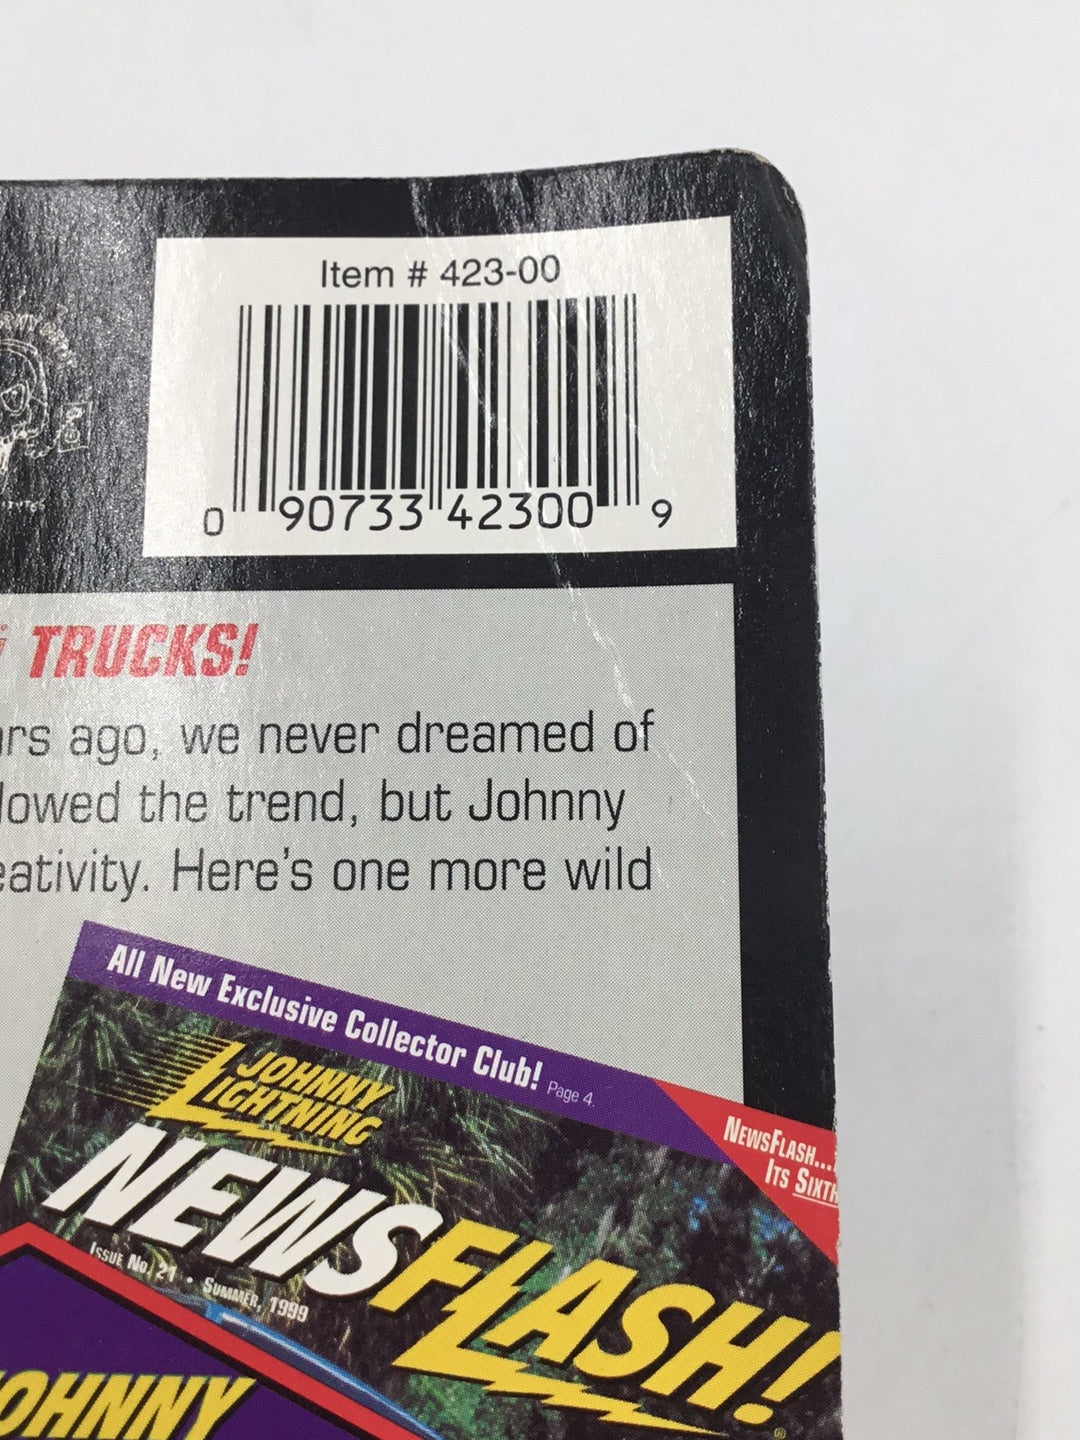 Item # 423-00
0 90733 42300 9
TRUCKS!
ars ago, we never dreamed of
lowed the trend, but Johnny
eativity. Here's one more wild
All New Exclusive Collector Club! Page 4.
NEWSFLASH...
ITS SIXTH
JOHNNY
LIGHTNING
NEWSFLASH!
ISSUE NO. 21 • SUMMER, 1999
JOHNNY